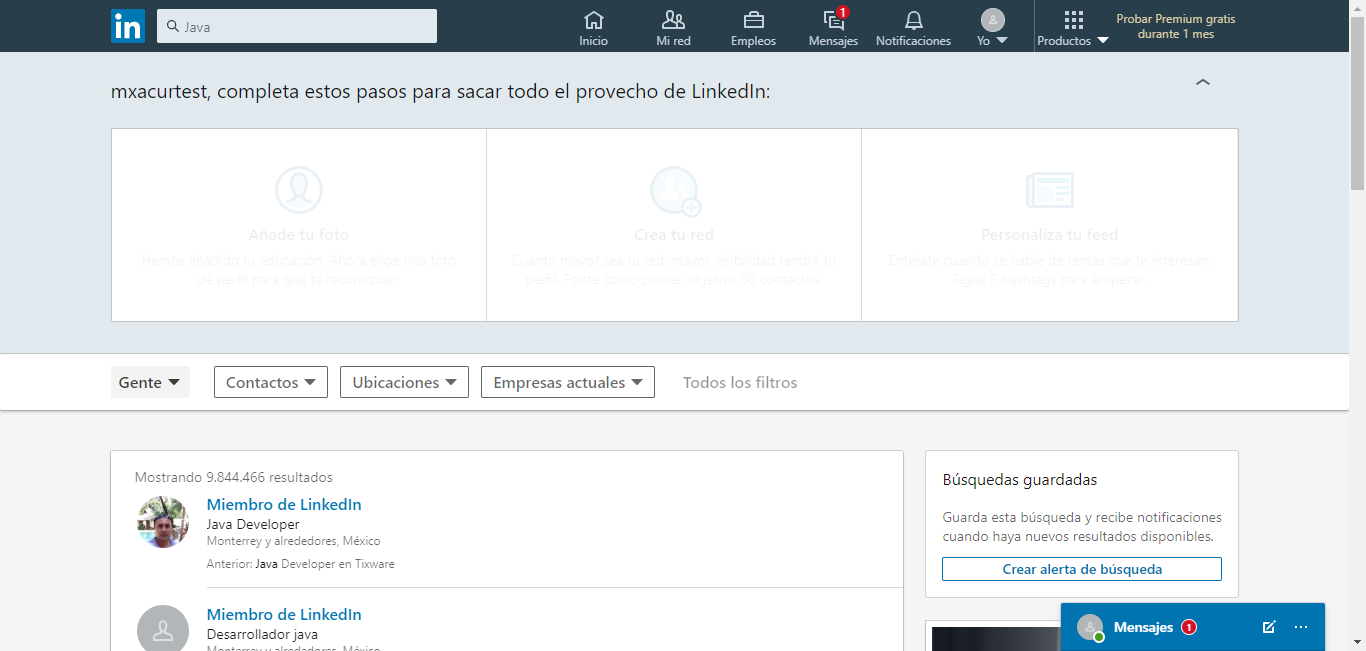 in
Java
Inicio
Mi red
Empleos
1
Mensajes
Notificaciones
Yo
Productos
Probar Premium gratis
durante 1 mes
mxacurtest, completa estos pasos para sacar todo el provecho de LinkedIn:
Añade tu foto
Hemos añadido tu educación. Ahora elige una foto
de perfil para que te reconozcan.
Crea tu red
Cuanto mayor sea tu red, mayor visibilidad tendrá tu
perfil. Ponte como primer objetivo 30 contactos.
Personaliza tu feed
Entérate cuando se hable de temas que te interesan.
Sigue 5 hashtags para empezar.
Gente
Contactos
Ubicaciones
Empresas actuales
Todos los filtros
Mostrando 9.844.466 resultados
Miembro de LinkedIn
Java Developer
Monterrey y alrededores, México
Anterior: Java Developer en Tixware
Miembro de LinkedIn
Desarrollador java
Monterrey y alrededores, México
Búsquedas guardadas
Guarda esta búsqueda y recibe notificaciones
cuando haya nuevos resultados disponibles.
Crear alerta de búsqueda
Mensajes 1